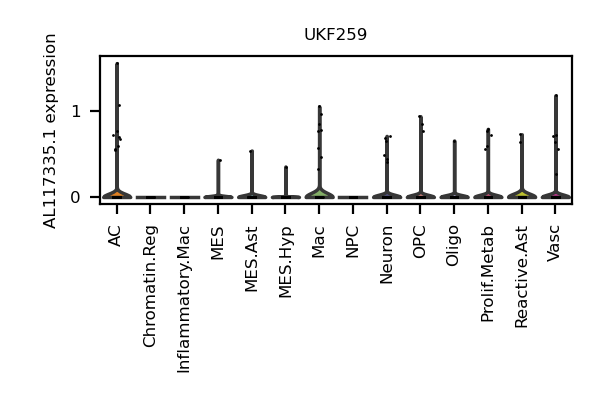 UKF259
AL117335.1 expression
1
0
AC
Chromatin.Reg
Inflammatory.Mac
MES
MES.Ast
MES.Hyp
Mac
NPC
Neuron
OPC
Oligo
Prolif.Metab
Reactive.Ast
Vasc